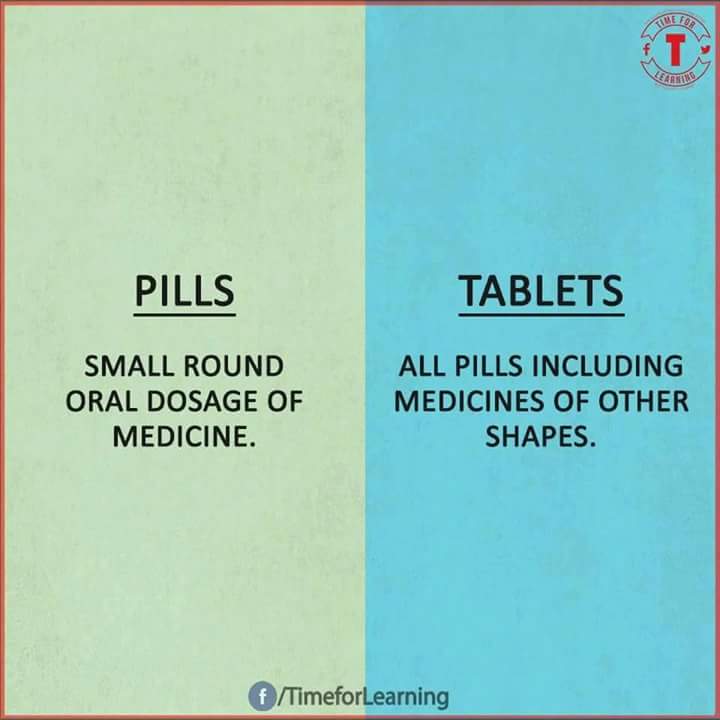 TIME FOR
f T
LEARNING
PILLS
SMALL ROUND
ORAL DOSAGE OF
MEDICINE.
TABLETS
ALL PILLS INCLUDING
MEDICINES OF OTHER
SHAPES.
f/TimeforLearning